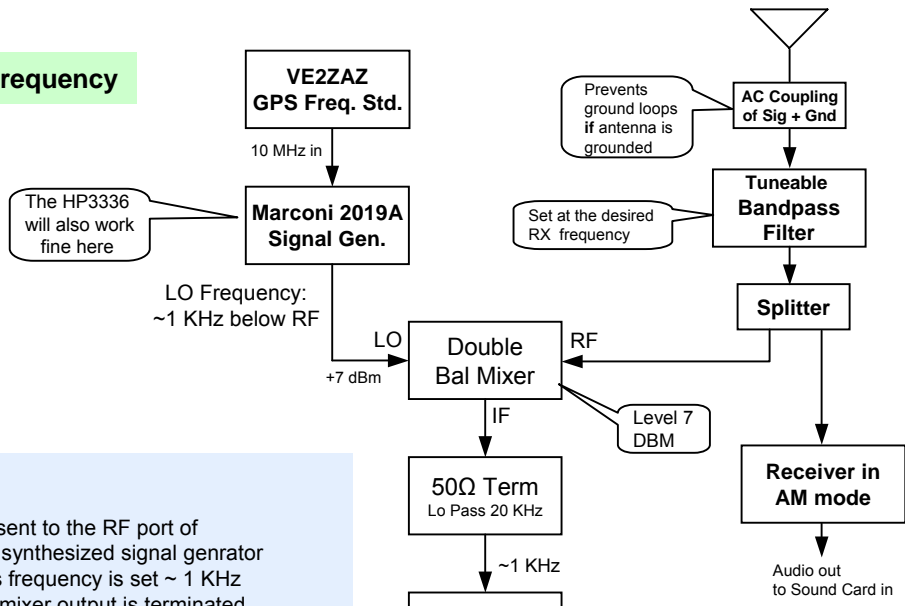 requency
VE2ZAZ
GPS Freq. Std.
10 MHz in
The HP3336
will also work
fine here
Marconi 2019A
Signal Gen.
LO Frequency:
~1 KHz below RF
LO
+7 dBm
Double
Bal Mixer
RF
Level 7
DBM
IF
50Ω Term
Lo Pass 20 KHz
~1 KHz
Prevents
ground loops
if antenna is
grounded
AC Coupling
of Sig + Gnd
Tuneable
Bandpass
Filter
Set at the desired
RX frequency
Splitter
Receiver in
AM mode
Audio out
to Sound Card in
sent to the RF port of
synthesized signal genrator
s frequency is set ~ 1 KHz
mixer output is terminated